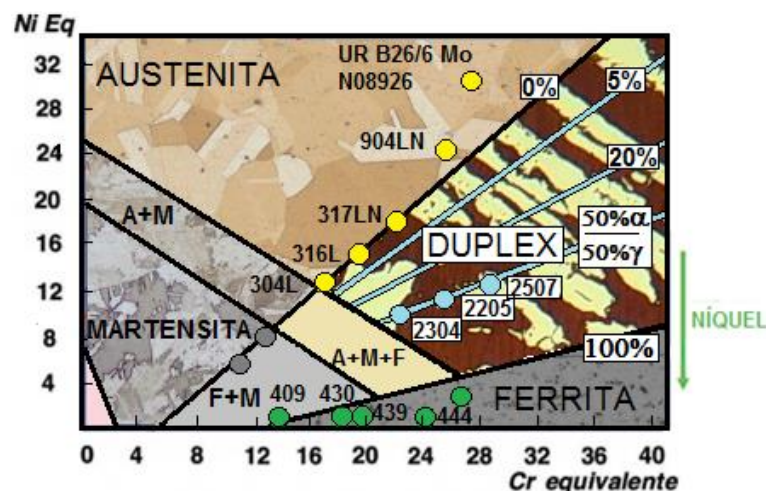 Ni Eq
32
28
24
20
16
12
8
4
AUSTENITA
UR B26/6 Mo
N08926
0%
5%
904LN
20%
A+M
317LN
50%α
50%γ
316L
DUPLEX
304L
2507
2205
2304
NÍQUEL
MARTENSITA
A+M+F
100%
F+M
409
430
439
444
FERRITA
0 4 8 12 16 20 24 28 32 36 40
Cr equivalente